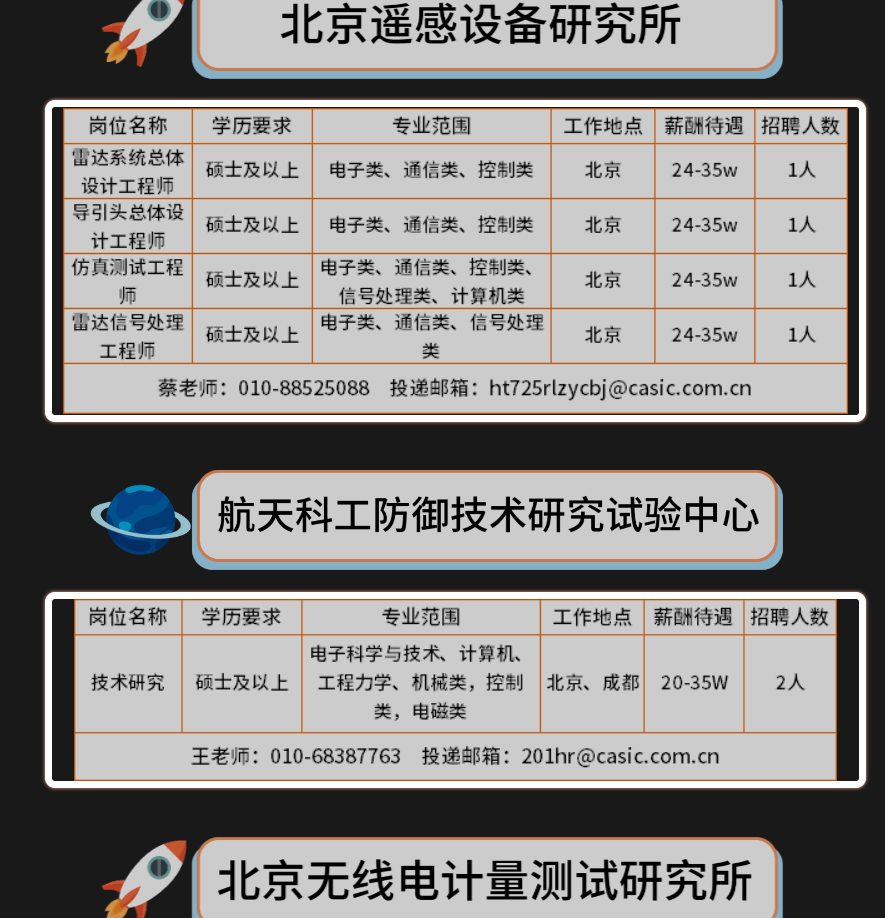 北京遥感设备研究所
岗位名称 学历要求 专业范围 工作地点 薪酬待遇 招聘人数
雷达系统总体
设计工程师 硕士及以上 电子类、通信类、控制类 北京 24-35w 1人
导引头总体设
计工程师 硕士及以上 电子类、通信类、控制类 北京 24-35w 1人
仿真测试工程
师 硕士及以上 电子类、通信类、控制类、
信号处理类、计算机类 北京 24-35w 1人
雷达信号处理
工程师 硕士及以上 电子类、通信类、信号处理
类 北京 24-35w 1人
蔡老师：010-88525088 投递邮箱：ht725rlzycbj@casic.com.cn
航天科工防御技术研究试验中心
岗位名称 学历要求 专业范围 工作地点 薪酬待遇 招聘人数
技术研究 硕士及以上 电子科学与技术、计算机、
工程力学、机械类，控制
类，电磁类 北京、成都 20-35W 2人
王老师：010-68387763 投递邮箱：201hr@casic.com.cn
北京无线电计量测试研究所